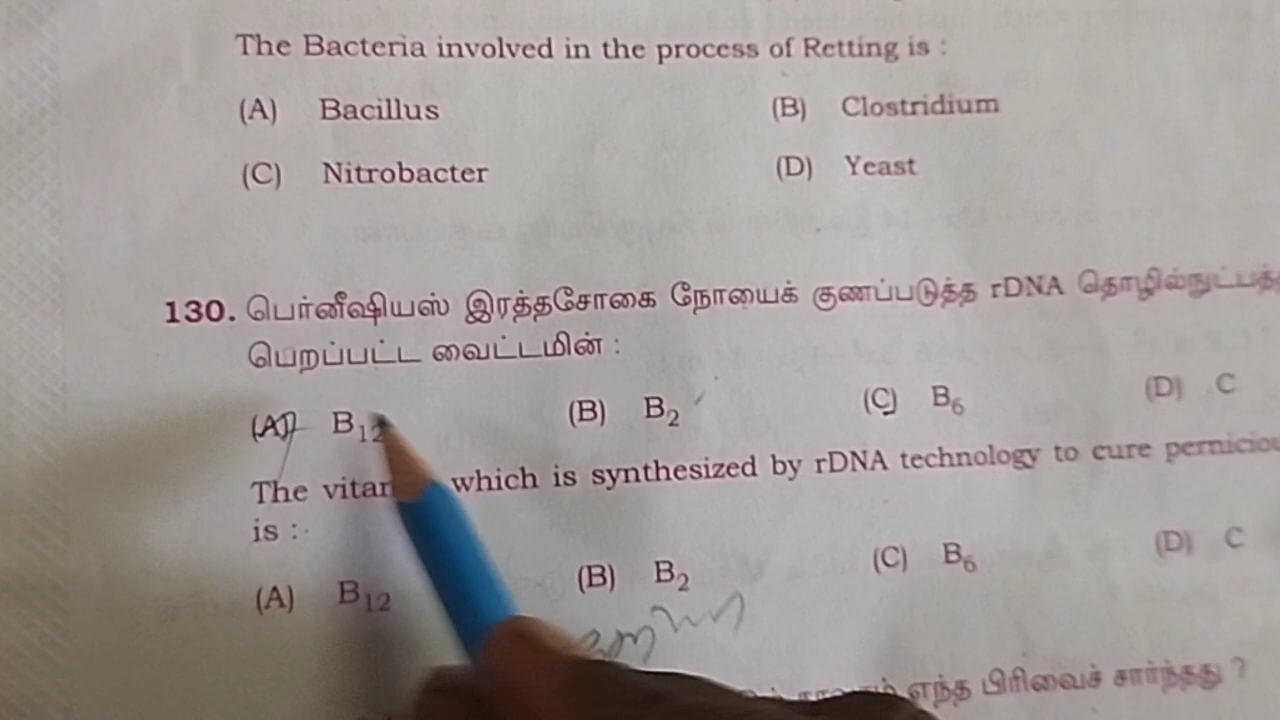 The Bacteria involved in the process of Retting is :
(A) Bacillus (B) Clostridium
(C) Nitrobacter (D) Yeast
130. பெர்னீஷியஸ் இரத்தசோகை நோயைக் குணப்படுத்த rDNA
பெறப்பட்ட வைட்டமின் :
(A) B12 (B) B2 (C) B6 (D) C
The which is synthesized by rDNA technology to cure
is :
(A) B12 (B) B2 (C) B6 (D) C
எந்த பிரிவைச் சார்ந்தது ?